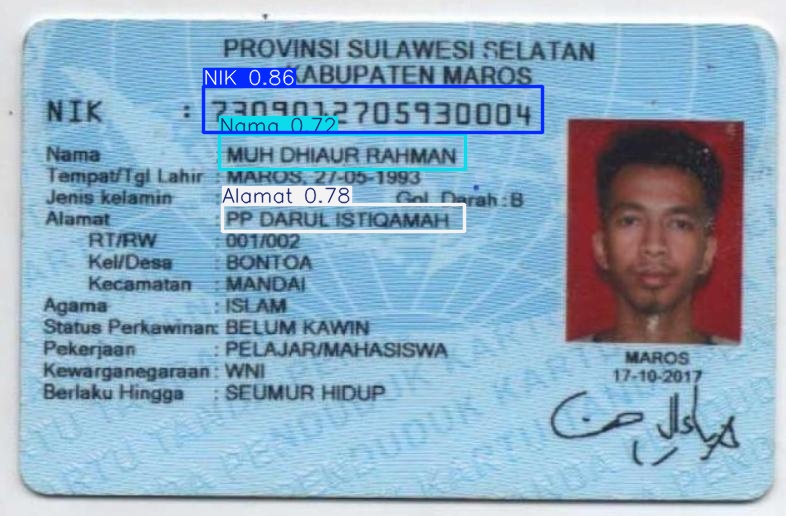 PROVINSI SULAWESI SELATAN
KABUPATEN MAROS
NIK 0.86
NIK : 7309012705930004
Nama 0.72
Nama : MUH DHIAUR RAHMAN
Tempat/Tgl Lahir : MAROS, 27-05-1993
Jenis kelamin : Gol. Darah : B
Alamat 0.78
Alamat : PP DARUL ISTIQAMAH
RT/RW : 001/002
Kel/Desa : BONTOA
Kecamatan : MANDAI
Agama : ISLAM
Status Perkawinan: BELUM KAWIN
Pekerjaan : PELAJAR/MAHASISWA
Kewarganegaraan : WNI
Berlaku Hingga : SEUMUR HIDUP
MAROS
17-10-2017